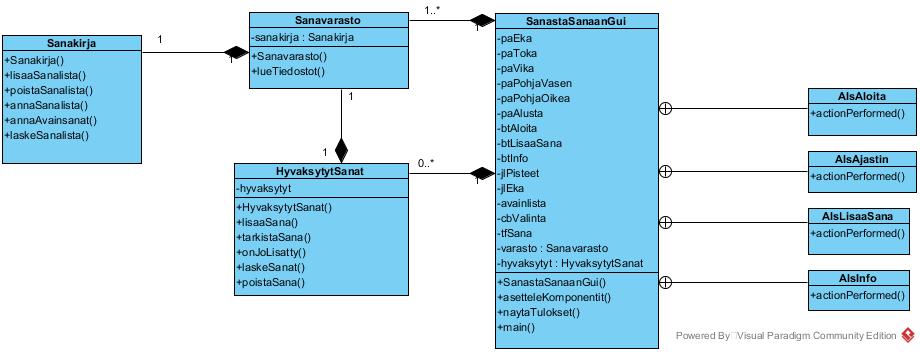 Sanakirja
+Sanakirja()
+lisaaSanalista()
+poistaSanalista()
+annaSanalista()
+annaAvainsanat()
+laskeSanalista()
1
1
Sanavarasto
-sanakirja : Sanakirja
+Sanavarasto()
+lueTiedostot()
1
1
HyvaksytytSanat
-hyvaksytyt
+HyvaksytytSanat()
+lisaaSana()
+tarkistaSana()
+onJoLisatty()
+laskeSanat()
+poistaSana()
1..*
1
0..*
1
SanastaSanaanGui
-paEka
-paToka
-paVika
-paPohjaVasen
-paPohjaOikea
-paAlusta
-btAloita
-btLisaaSana
-btInfo
-jlPisteet
-jlEka
-avainlista
-cbValinta
-tfSana
-varasto : Sanavarasto
-hyvaksytyt : HyvaksytytSanat
+SanastaSanaanGui()
+asetteleKomponentit()
+naytaTulokset()
+main()
AlsAloita
+actionPerformed()
AlsAjastin
+actionPerformed()
AlsLisaaSana
+actionPerformed()
AlsInfo
+actionPerformed()
Powered By Visual Paradigm Community Edition